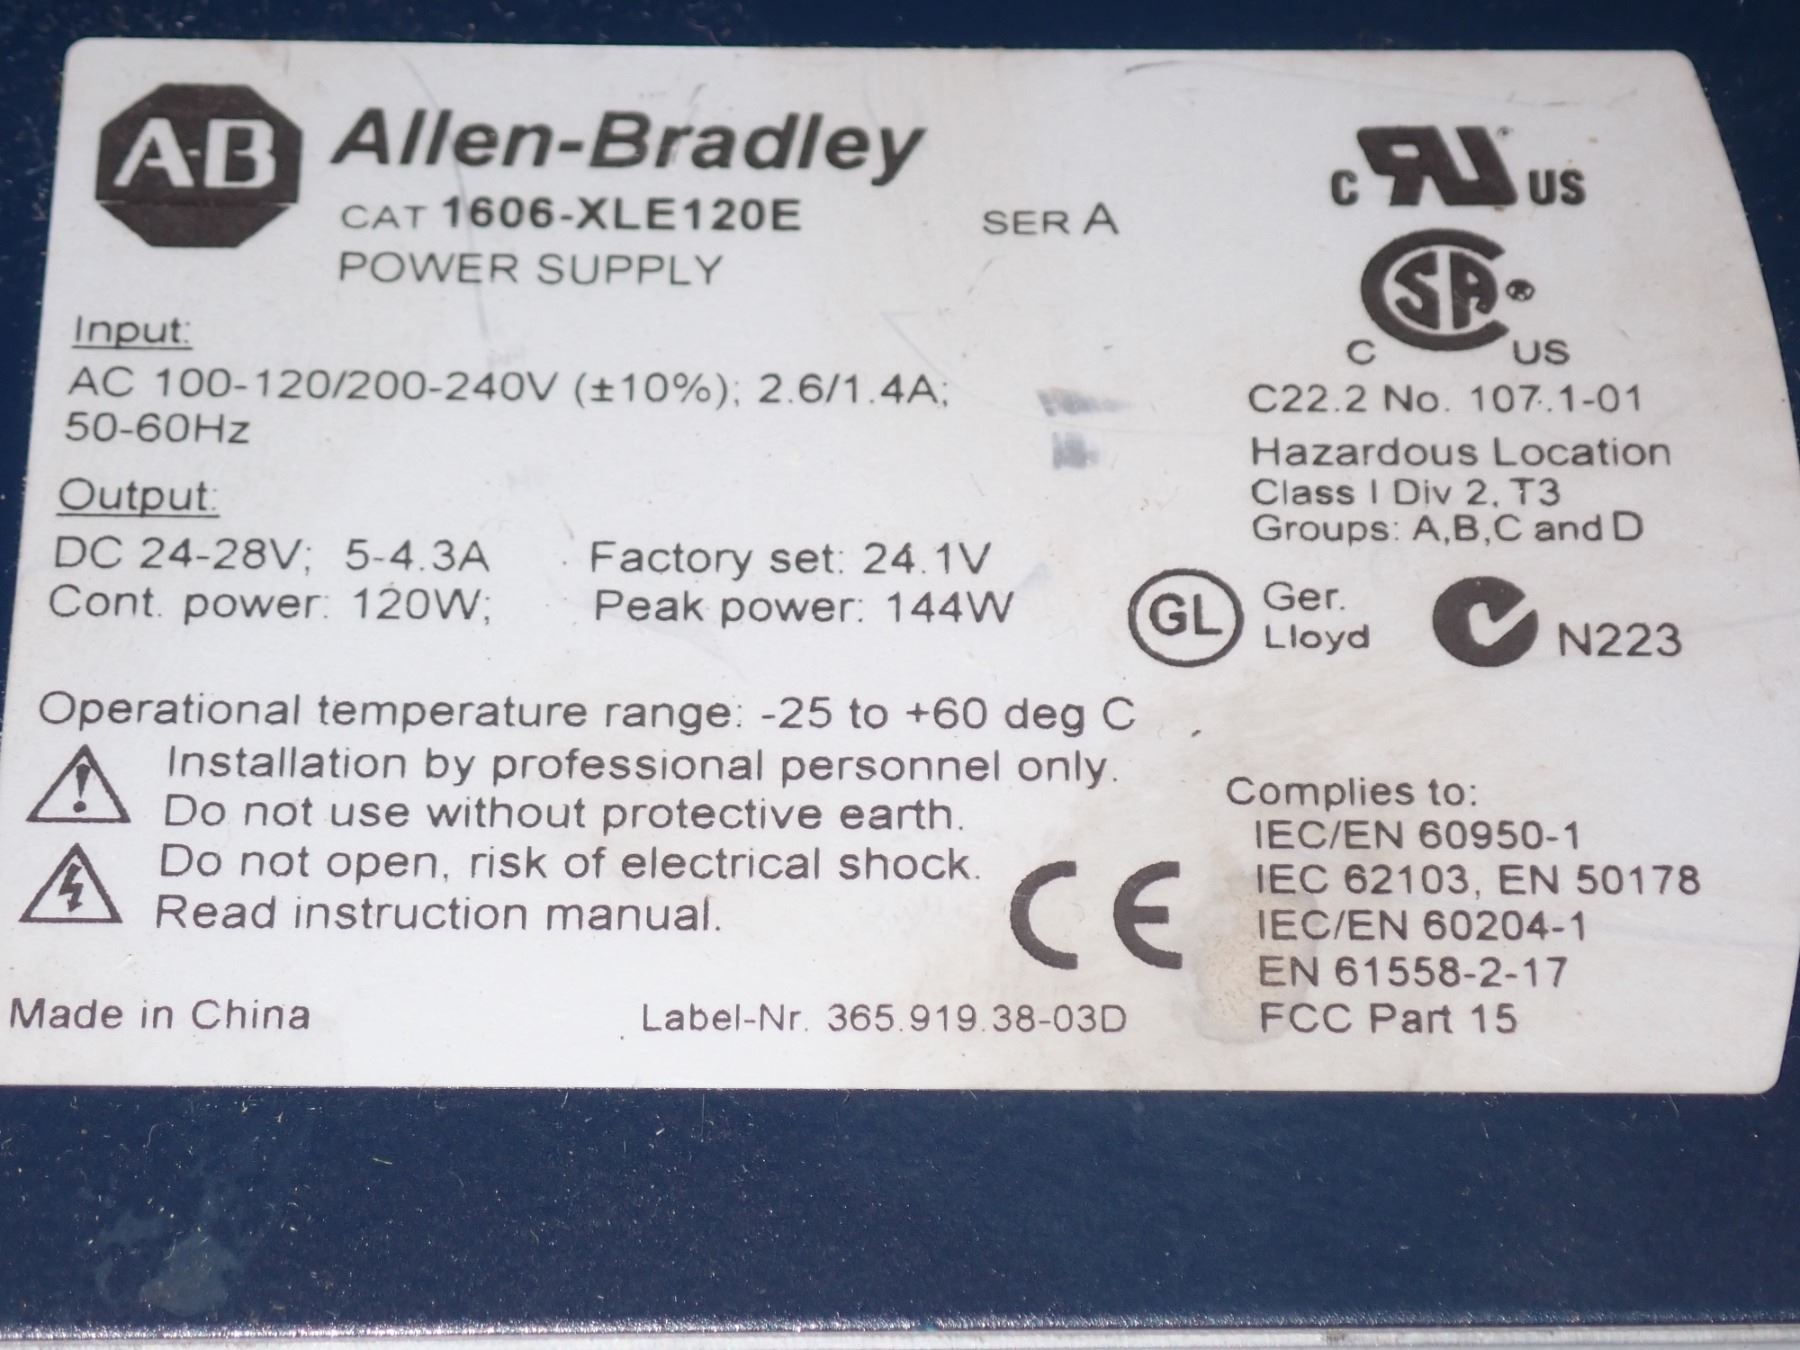 A-B Allen-Bradley
CAT 1606-XLE120E SER A
POWER SUPPLY
Input:
AC 100-120/200-240V (±10%); 2.6/1.4A;
50-60Hz
Output:
DC 24-28V; 5-4.3A Factory set: 24.1V
Cont. power: 120W; Peak power: 144W
Operational temperature range: -25 to +60 deg C
Installation by professional personnel only.
Do not use without protective earth.
Do not open, risk of electrical shock.
Read instruction manual.
Made in China
Label-Nr. 365.919.38-03D
C RU US
CSA®
C US
C22.2 No. 107.1-01
Hazardous Location
Class I Div 2, T3
Groups: A,B,C and D
GL Ger.
Lloyd
N223
CE
Complies to:
IEC/EN 60950-1
IEC 62103, EN 50178
IEC/EN 60204-1
EN 61558-2-17
FCC Part 15